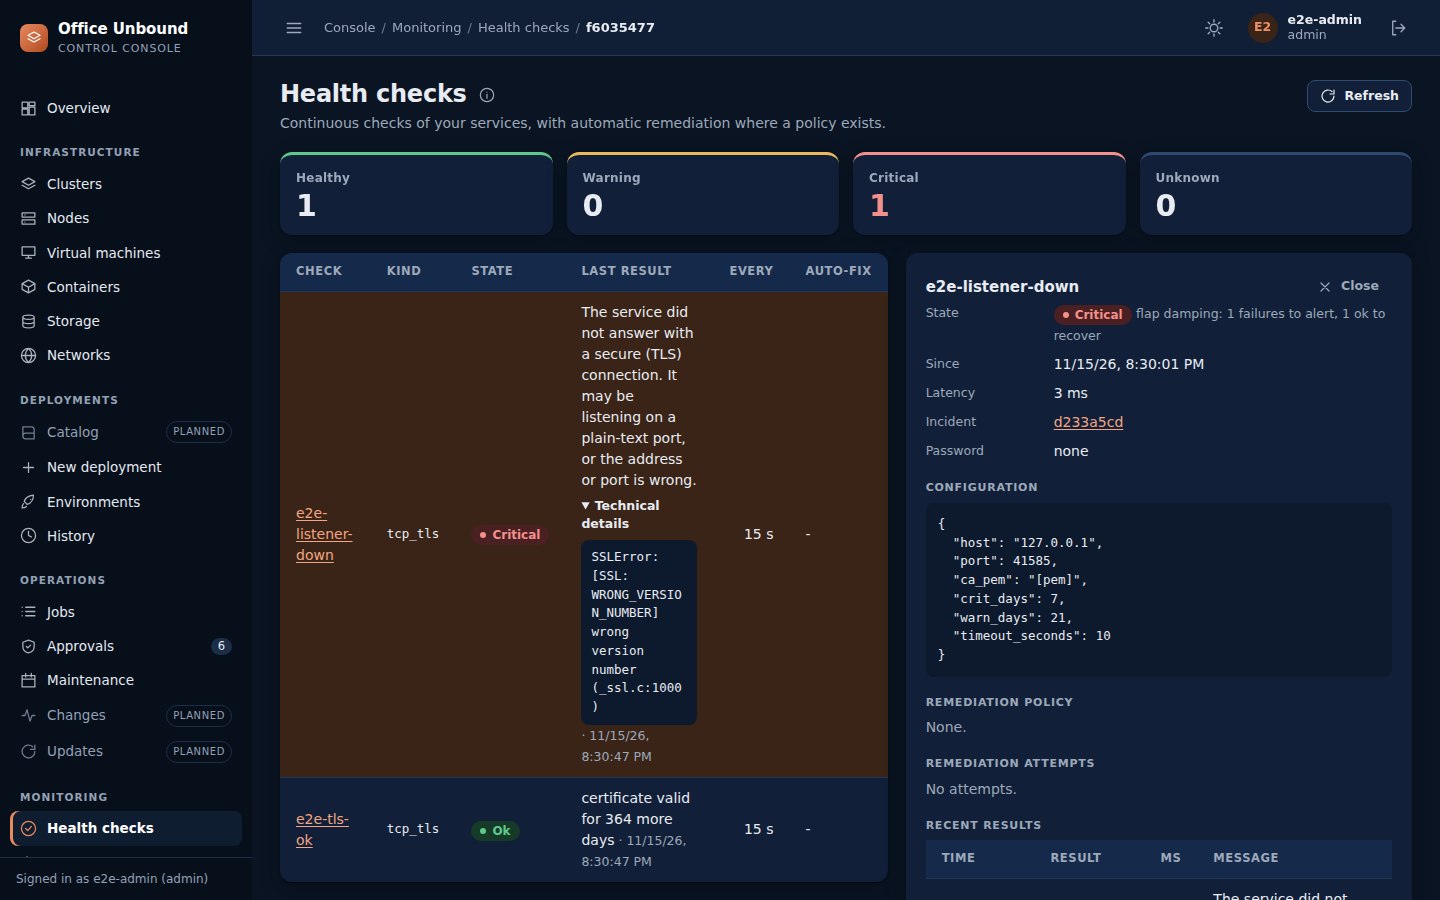 Office Unbound
CONTROL CONSOLE
Overview
INFRASTRUCTURE
Clusters
Nodes
Virtual machines
Containers
Storage
Networks
DEPLOYMENTS
Catalog PLANNED
New deployment
Environments
History
OPERATIONS
Jobs
Approvals 6
Maintenance
Changes PLANNED
Updates PLANNED
MONITORING
Health checks
Signed in as e2e-admin (admin)
Console / Monitoring / Health checks / f6035477
E2 e2e-admin
admin
Health checks
Refresh
Continuous checks of your services, with automatic remediation where a policy exists.
Healthy
1
Warning
0
Critical
1
Unknown
0
CHECK KIND STATE LAST RESULT EVERY AUTO-FIX
e2e-
listener-
down
tcp_tls
Critical
The service did
not answer with
a secure (TLS)
connection. It
may be
listening on a
plain-text port,
or the address
or port is wrong.
▼ Technical
details
SSLError:
[SSL:
WRONG_VERSIO
N_NUMBER]
wrong
version
number
(_ssl.c:1000
)
· 11/15/26,
8:30:47 PM
15 s
-
e2e-tls-
ok
tcp_tls
Ok
certificate valid
for 364 more
days · 11/15/26,
8:30:47 PM
15 s
-
e2e-listener-down
Close
State Critical flap damping: 1 failures to alert, 1 ok to
recover
Since 11/15/26, 8:30:01 PM
Latency 3 ms
Incident d233a5cd
Password none
CONFIGURATION
{
"host": "127.0.0.1",
"port": 41585,
"ca_pem": "[pem]",
"crit_days": 7,
"warn_days": 21,
"timeout_seconds": 10
}
REMEDIATION POLICY
None.
REMEDIATION ATTEMPTS
No attempts.
RECENT RESULTS
TIME RESULT MS MESSAGE
The service did not